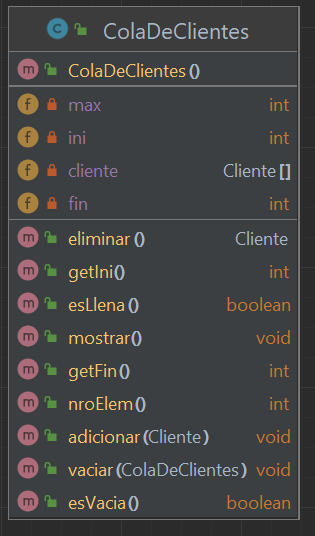 C ColaDeClientes
m ColaDeClientes()
f max int
f ini int
f cliente Cliente[]
f fin int
m eliminar() Cliente
m getIni() int
m esLlena() boolean
m mostrar() void
m getFin() int
m nroElem() int
m adicionar(Cliente) void
m vaciar(ColaDeClientes) void
m esVacia() boolean